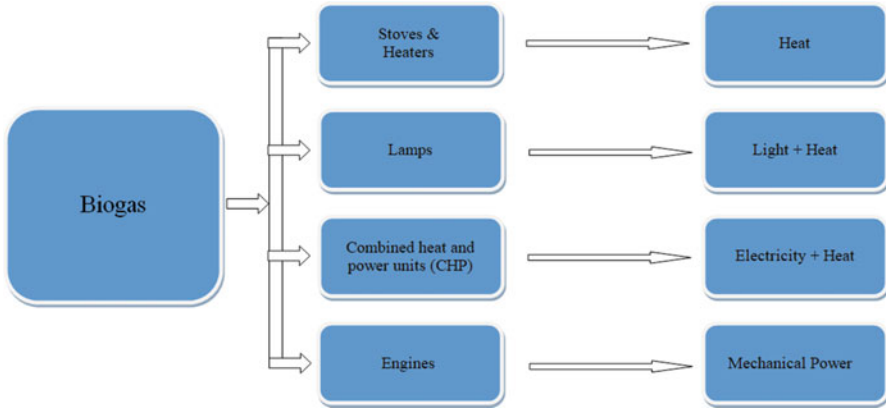 Biogas
Stoves &
Heaters
Heat
Lamps
Light + Heat
Combined heat and
power units (CHP)
Electricity + Heat
Engines
Mechanical Power